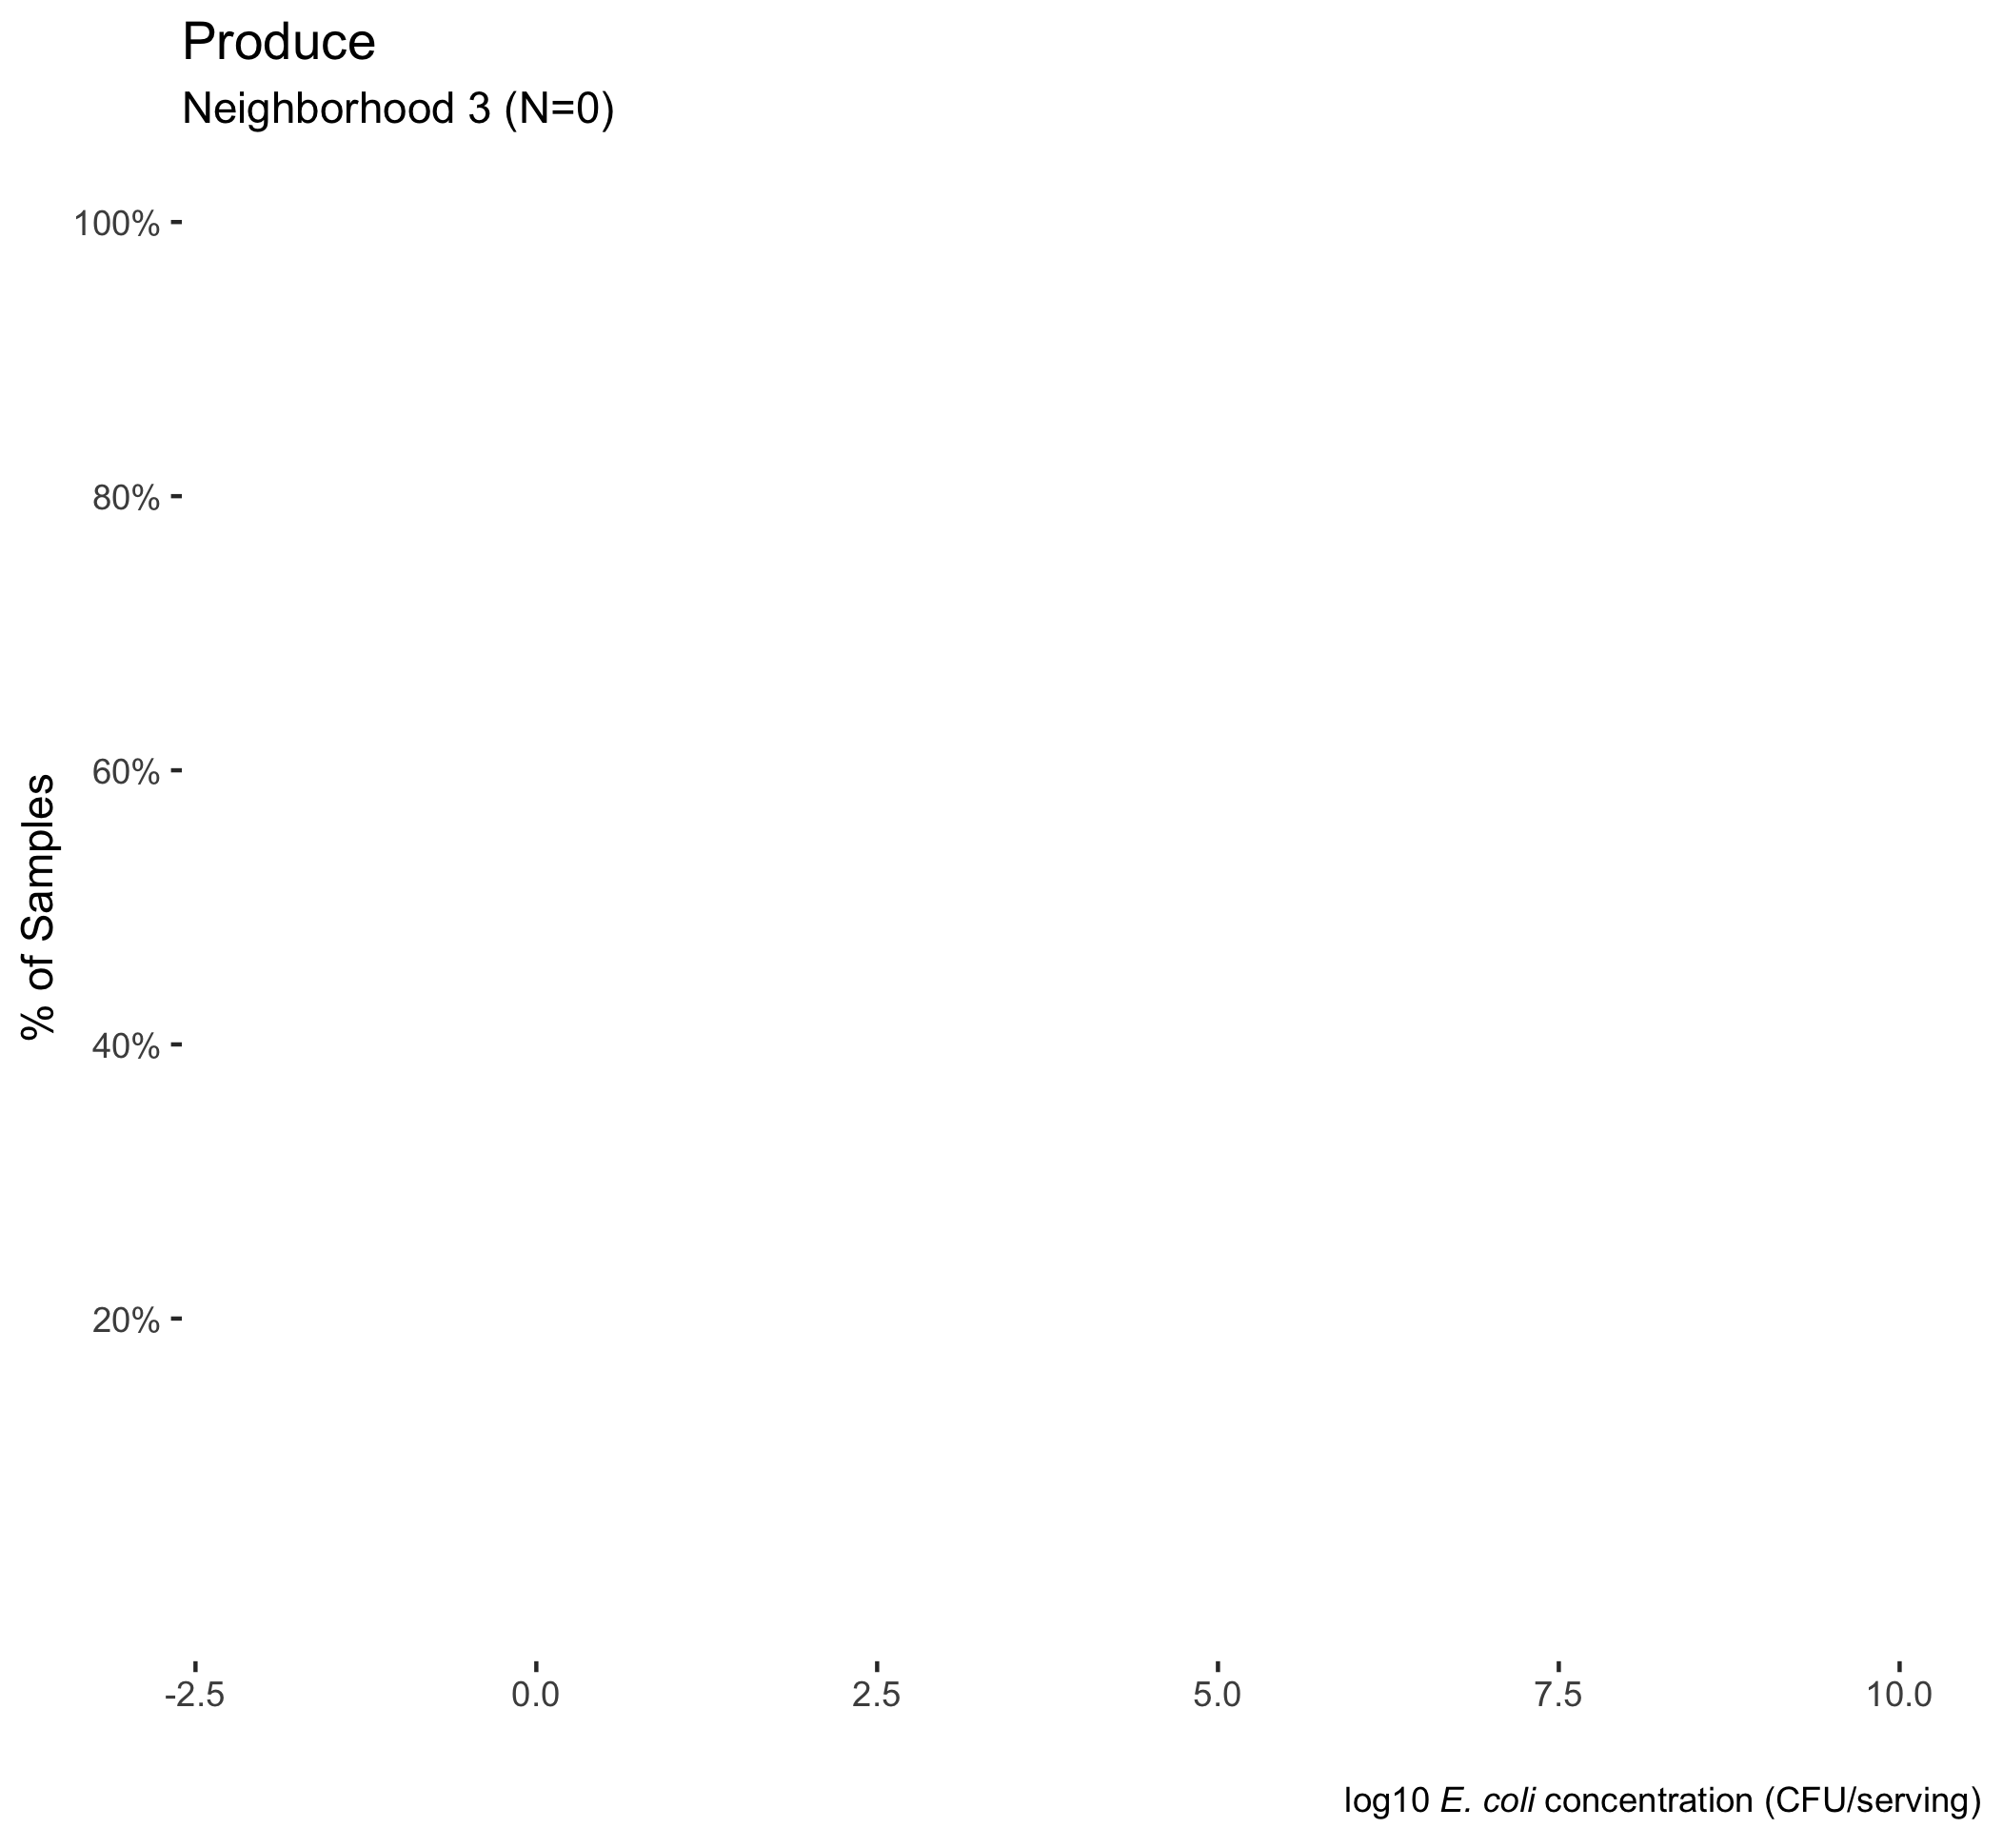 Produce
Neighborhood 3 (N=0)
100%
80%
60%
40%
20%
% of Samples
-2.5 0.0 2.5 5.0 7.5 10.0
log10 E. coli concentration (CFU/serving)